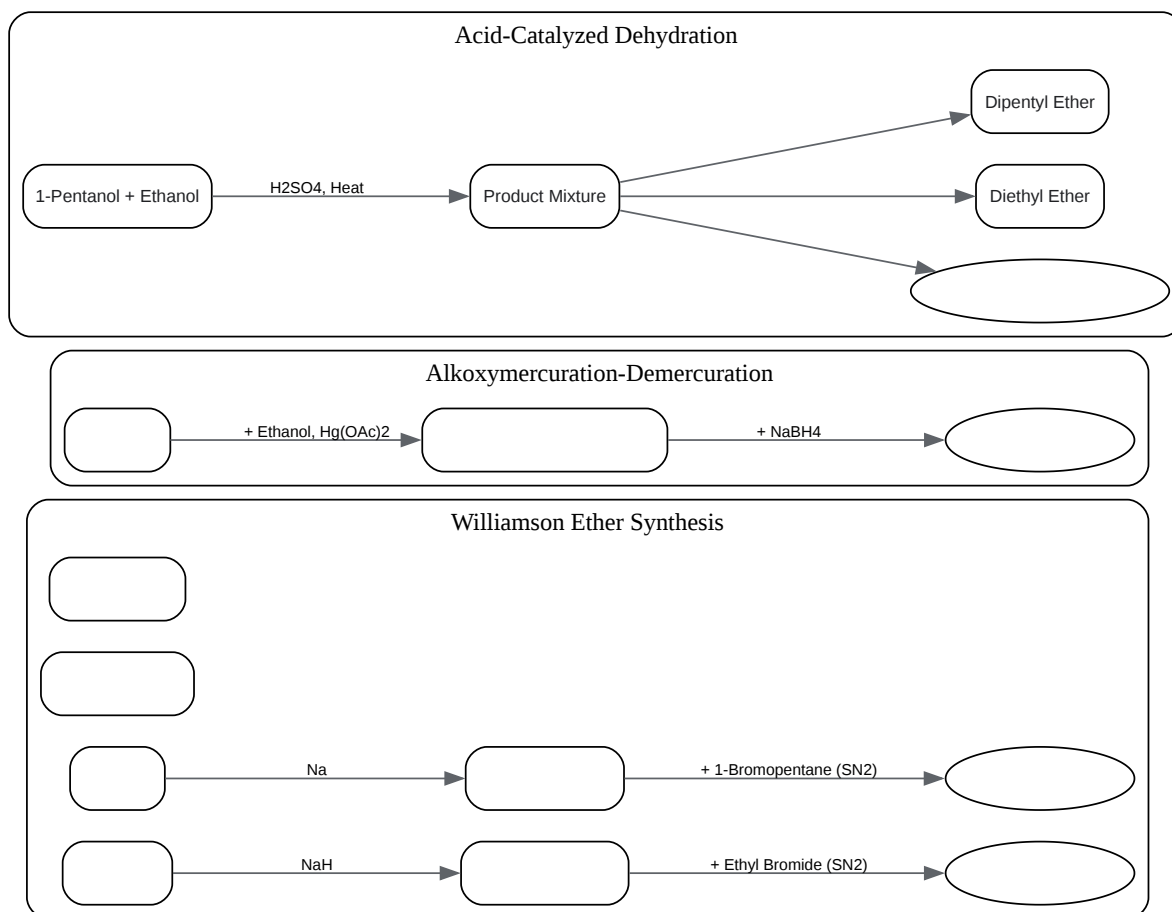 Acid-Catalyzed Dehydration
Dipentyl Ether
1-Pentanol + Ethanol
H2SO4, Heat
Product Mixture
Diethyl Ether
Alkoxymercuration-Demercuration
+ Ethanol, Hg(OAc)2
+ NaBH4
Williamson Ether Synthesis
Na
+ 1-Bromopentane (SN2)
NaH
+ Ethyl Bromide (SN2)